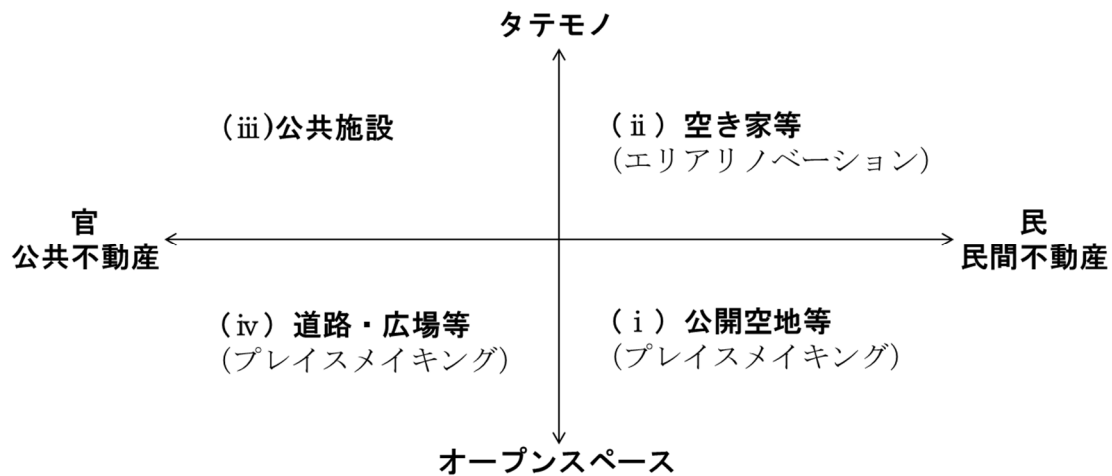 タテモノ
(ⅲ)公共施設
(ⅱ) 空き家等
(エリアリノベーション)
官
公共不動産
民
民間不動産
(ⅳ) 道路・広場等
(プレイスメイキング)
(ⅰ) 公開空地等
(プレイスメイキング)
オープンスペース